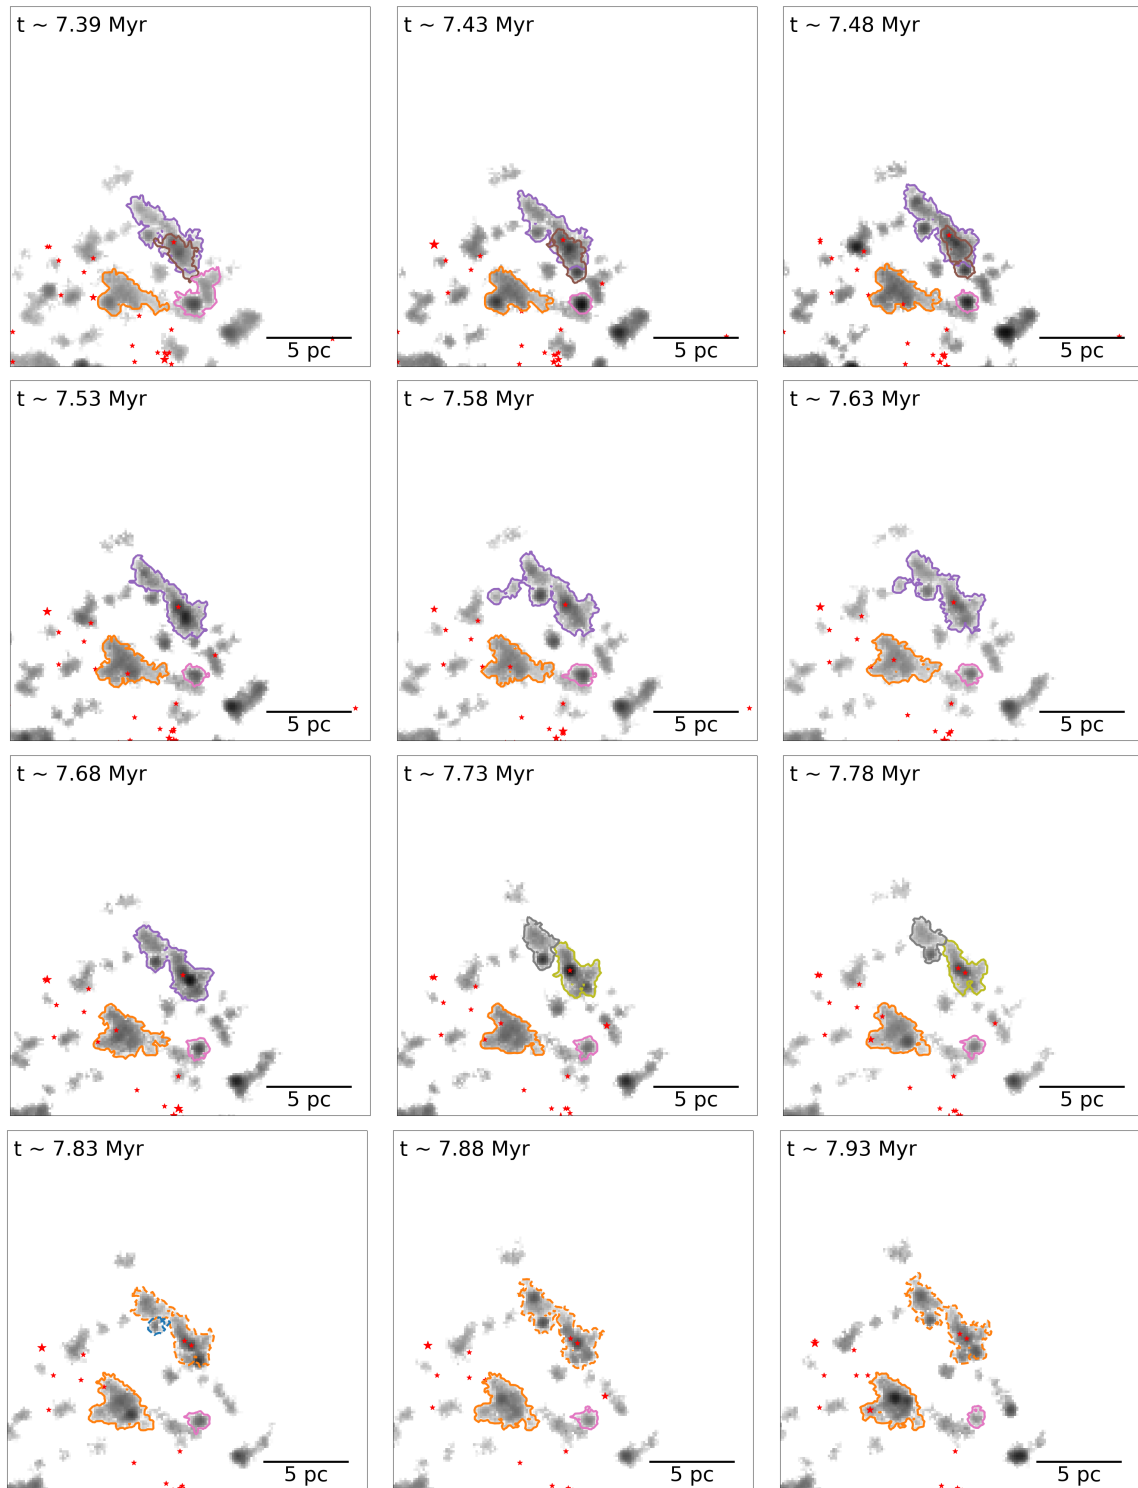 t ~ 7.39 Myr
t ~ 7.43 Myr
t ~ 7.48 Myr
5 pc
5 pc
5 pc
t ~ 7.53 Myr
t ~ 7.58 Myr
t ~ 7.63 Myr
5 pc
5 pc
5 pc
t ~ 7.68 Myr
t ~ 7.73 Myr
t ~ 7.78 Myr
5 pc
5 pc
5 pc
t ~ 7.83 Myr
t ~ 7.88 Myr
t ~ 7.93 Myr
5 pc
5 pc
5 pc